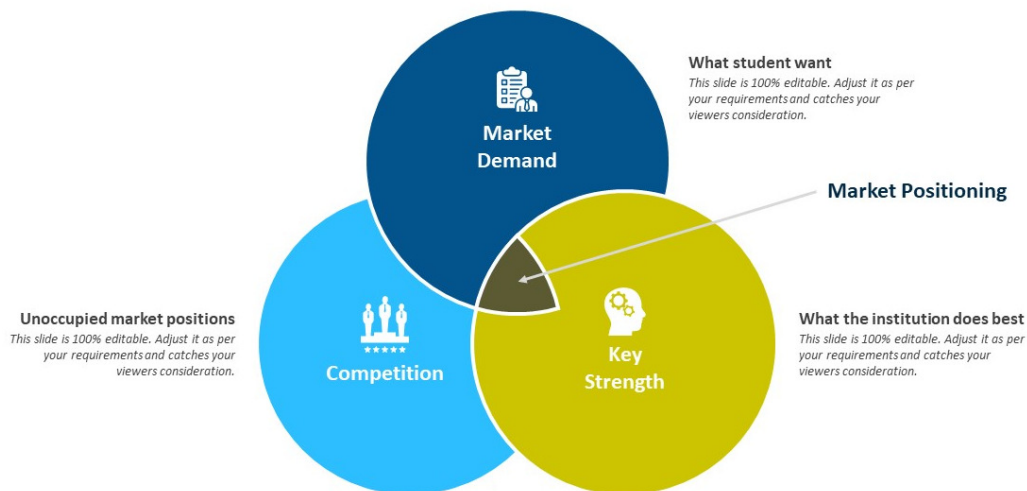 What student want
This slide is 100% editable. Adjust it as per
your requirements and catches your
viewers consideration.
Market
Demand
Market Positioning
Unoccupied market positions
This slide is 100% editable. Adjust it as per
your requirements and catches your
viewers consideration.
Competition
Key
Strength
What the institution does best
This slide is 100% editable. Adjust it as per
your requirements and catches your
viewers consideration.